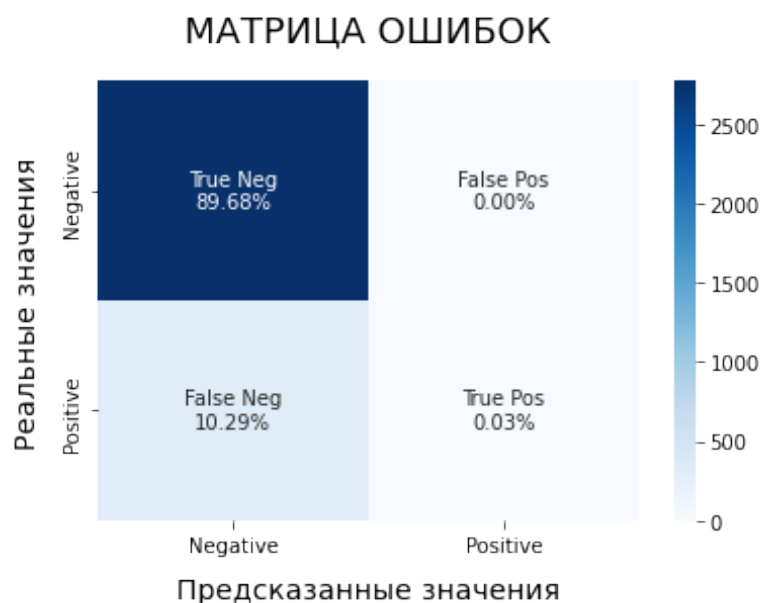 МАТРИЦА ОШИБОК
Реальные значения
Negative
Positive
True Neg
89.68%
False Pos
0.00%
False Neg
10.29%
True Pos
0.03%
Negative
Positive
Предсказанные значения
2500
2000
1500
1000
500
0